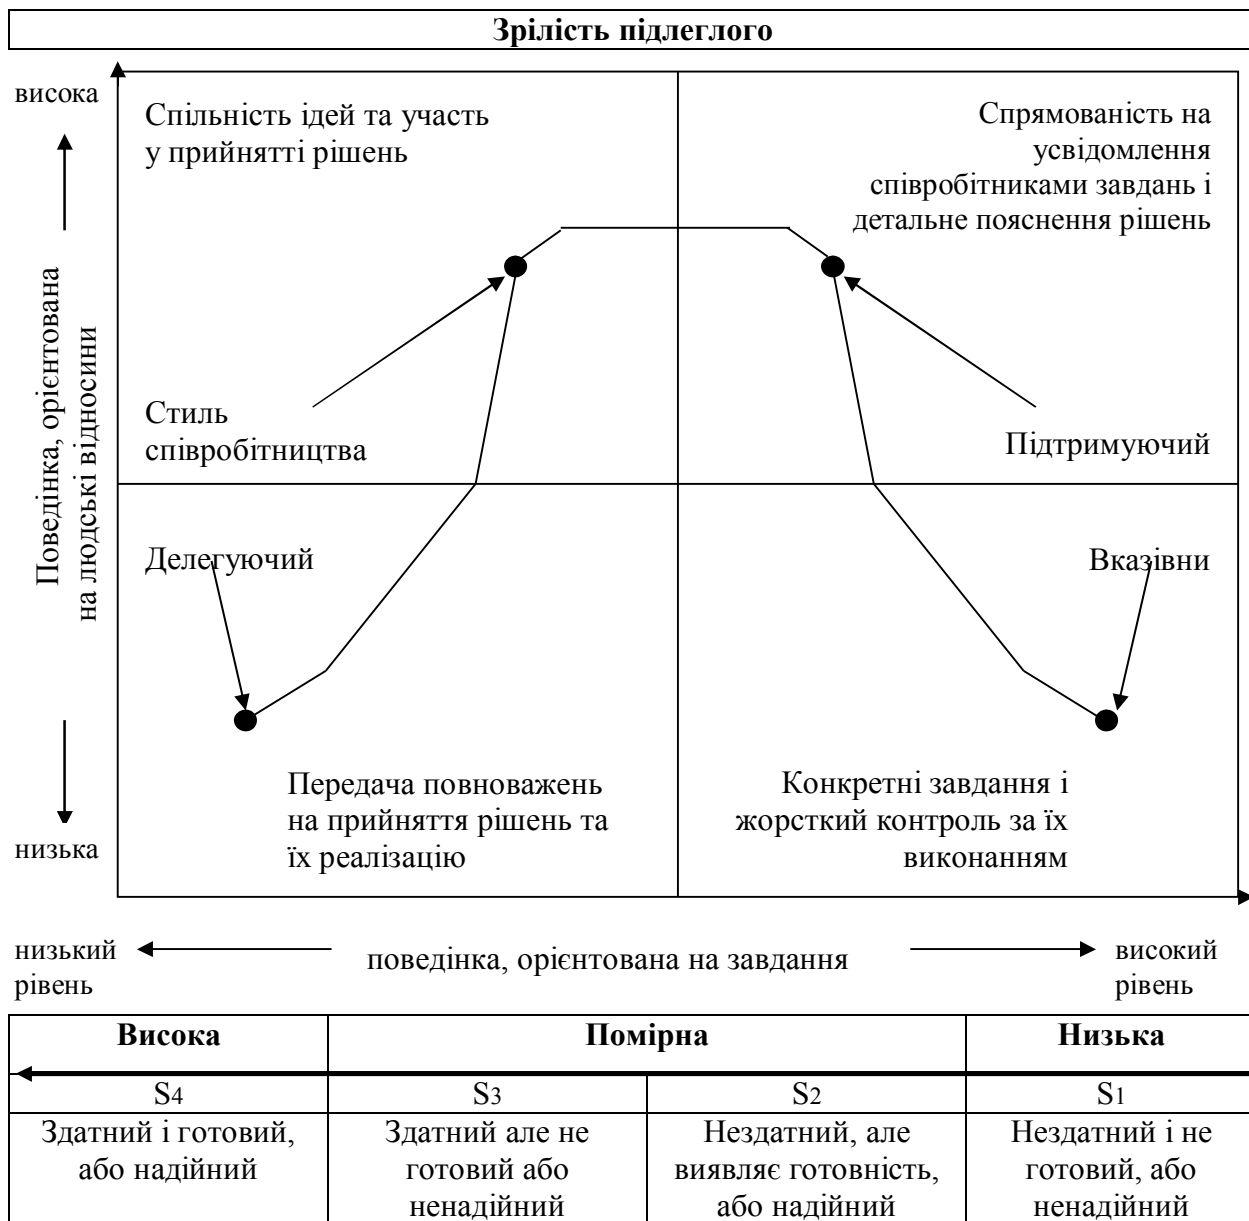 Зрілість підлеглого
висока
Спільність ідей та участь
у прийнятті рішень
Спрямованість на
усвідомлення
співробітниками завдань і
детальне пояснення рішень
Поведінка, орієнтована
на людські відносини
Стиль
співробітництва
Підтримуючий
Делегуючий
Вказівни
Передача повноважень
на прийняття рішень та
їх реалізацію
Конкретні завдання і
жорсткий контроль за їх
виконанням
низька
низький
рівень
поведінка, орієнтована на завдання
високий
рівень
Висока
Помірна
Низька
S4
S3
S2
S1
Здатний і готовий,
або надійний
Здатний але не
готовий або
ненадійний
Нездатний, але
виявляє готовність,
або надійний
Нездатний і не
готовий, або
ненадійний